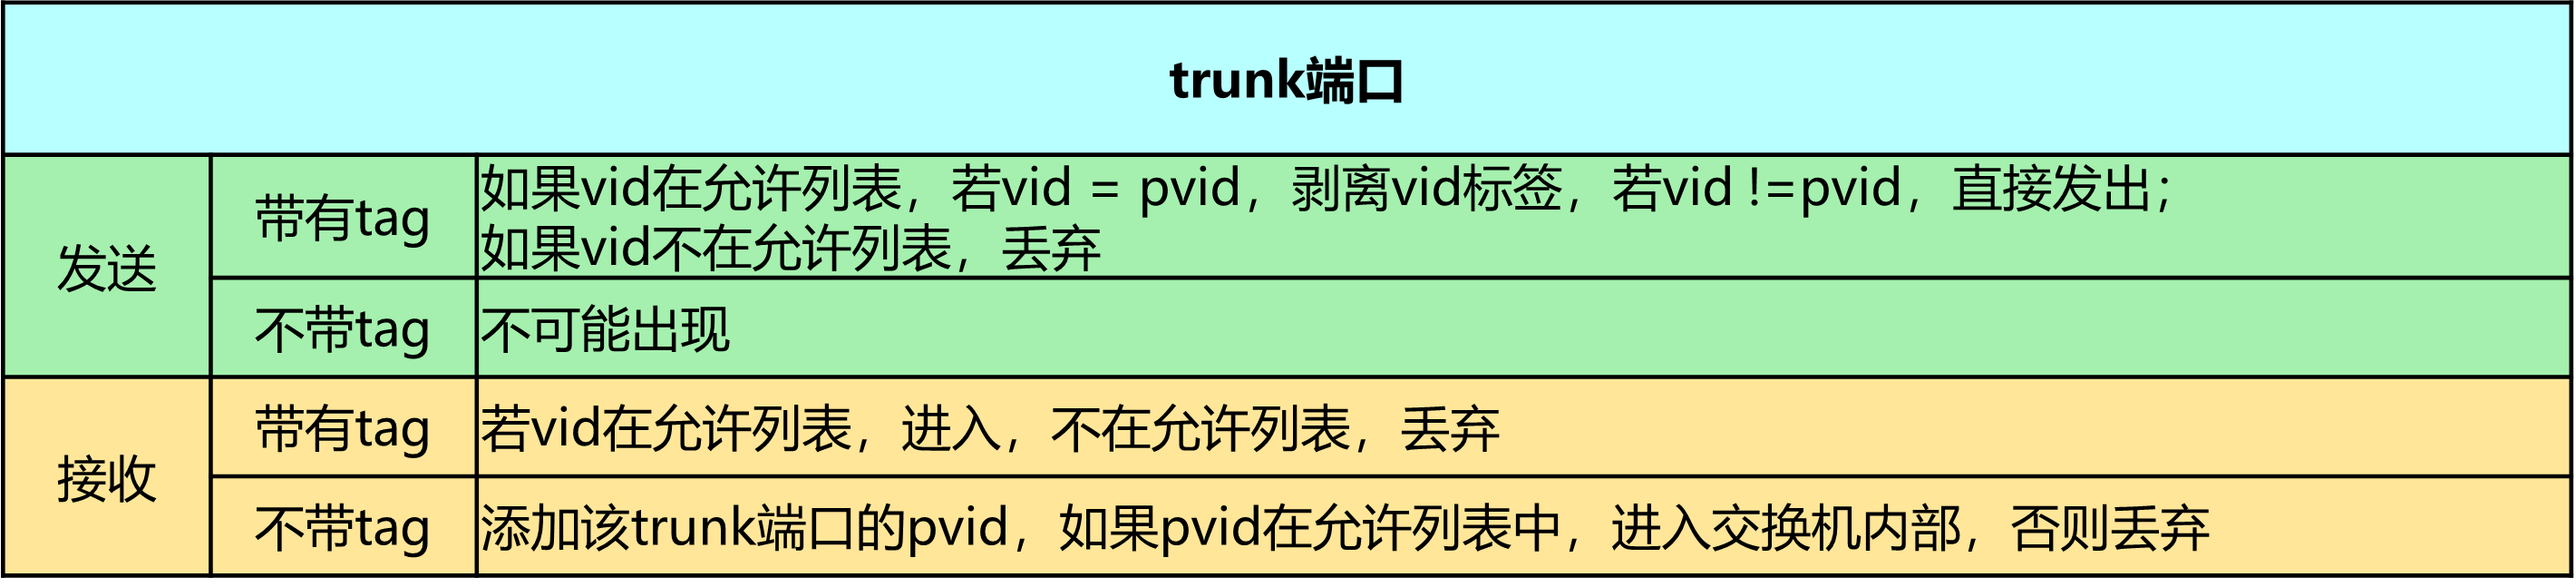 trunk端口
发送
带有tag
如果vid在允许列表，若vid = pvid，剥离vid标签，若vid !=pvid，直接发出；
如果vid不在允许列表，丢弃
不带tag
不可能出现
接收
带有tag
若vid在允许列表，进入，不在允许列表，丢弃
不带tag
添加该trunk端口的pvid，如果pvid在允许列表中，进入交换机内部，否则丢弃